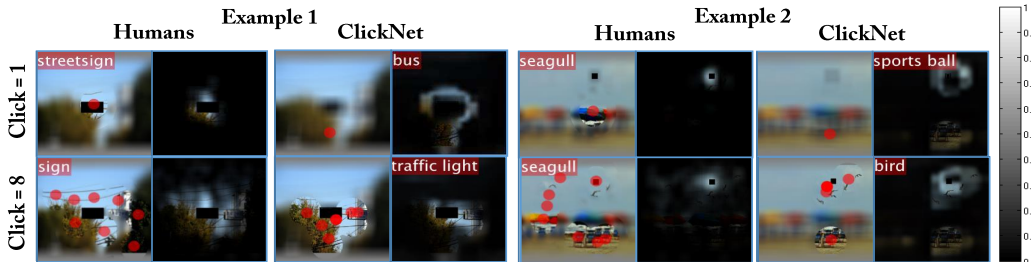 Example 1
Example 2
Humans
ClickNet
Humans
ClickNet
1
Click = 1
streetsign
bus
seagull
sports ball
Click = 8
sign
traffic light
seagull
bird